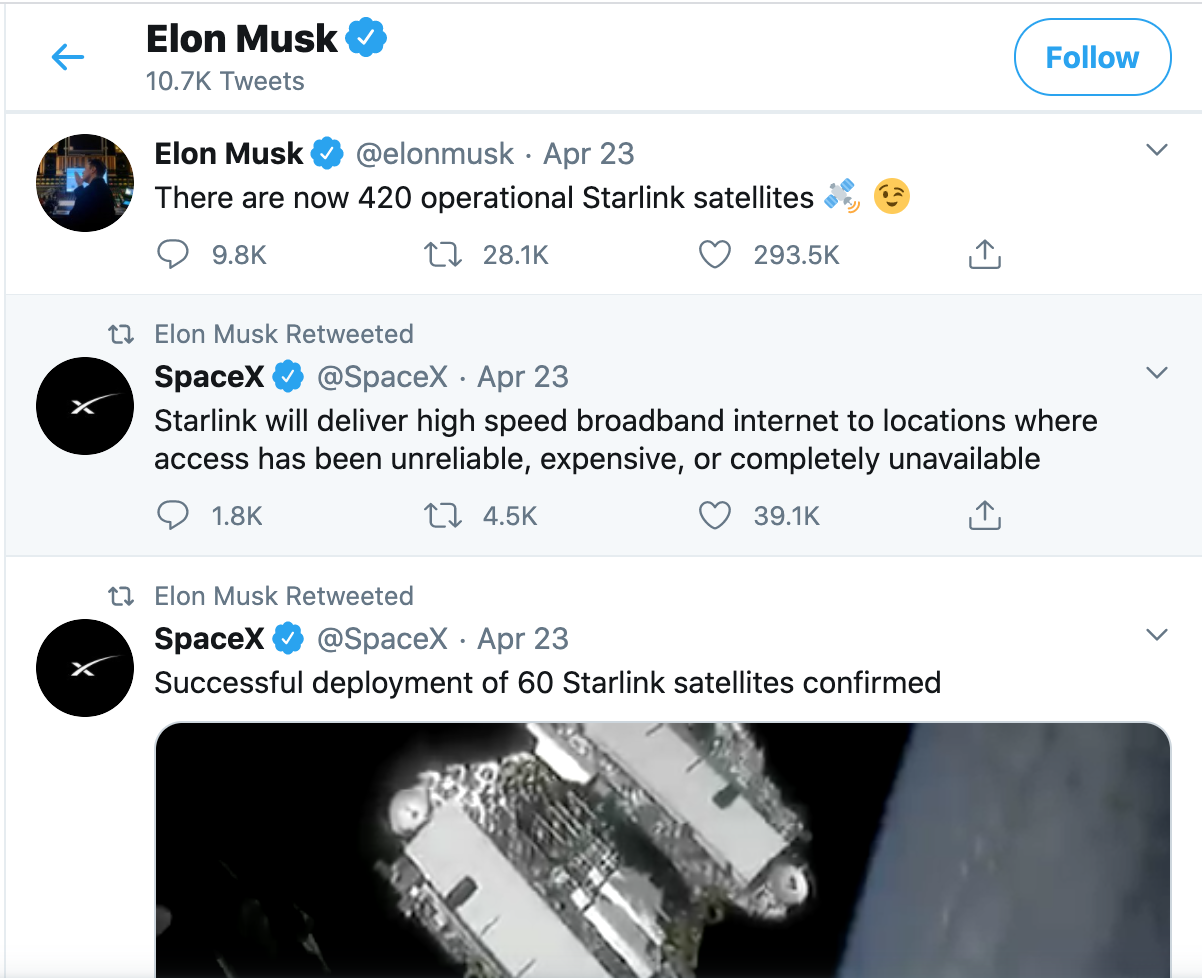 Elon Musk
10.7K Tweets
Follow
Elon Musk @elonmusk · Apr 23
There are now 420 operational Starlink satellites 🛰️ 😉
9.8K 28.1K 293.5K
Elon Musk Retweeted
SpaceX @SpaceX · Apr 23
Starlink will deliver high speed broadband internet to locations where
access has been unreliable, expensive, or completely unavailable
1.8K 4.5K 39.1K
Elon Musk Retweeted
SpaceX @SpaceX · Apr 23
Successful deployment of 60 Starlink satellites confirmed